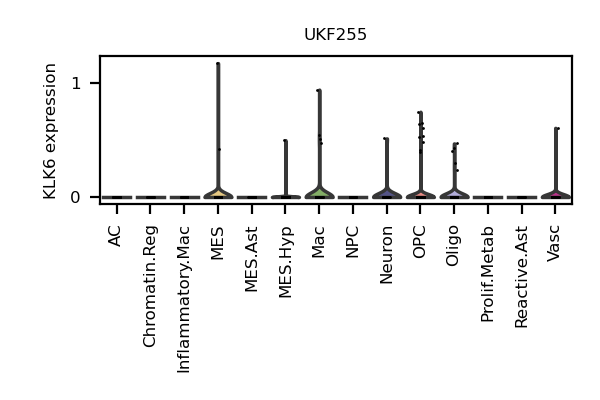 UKF255
KLK6 expression
1
0
AC
Chromatin.Reg
Inflammatory.Mac
MES
MES.Ast
MES.Hyp
Mac
NPC
Neuron
OPC
Oligo
Prolif.Metab
Reactive.Ast
Vasc